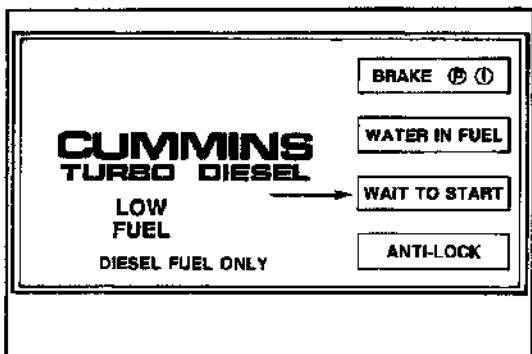 BRAKE (P) (!)
WATER IN FUEL
CUMMINS
TURBO DIESEL
WAIT TO START
LOW
FUEL
ANTI-LOCK
DIESEL FUEL ONLY